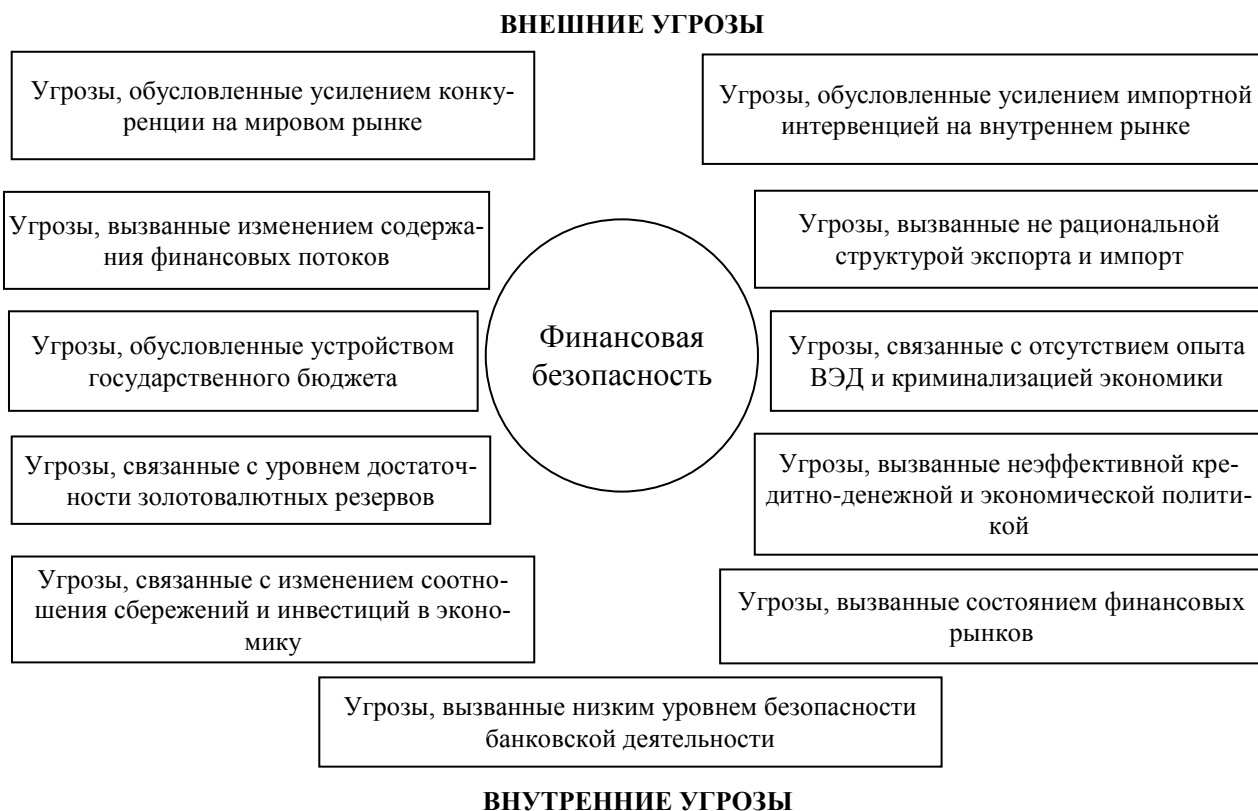 ВНЕШНИЕ УГРОЗЫ
Угрозы, обусловленные усилением конку-
ренции на мировом рынке
Угрозы, обусловленные усилением импортной
интервенцией на внутреннем рынке
Угрозы, вызванные изменением содержа-
ния финансовых потоков
Угрозы, вызванные не рациональной
структурой экспорта и импорт
Финансовая
безопасность
Угрозы, обусловленные устройством
государственного бюджета
Угрозы, связанные с отсутствием опыта
ВЭД и криминализацией экономики
Угрозы, связанные с уровнем достаточ-
ности золотовалютных резервов
Угрозы, вызванные неэффективной кре-
дитно-денежной и экономической полити-
кой
Угрозы, связанные с изменением соотно-
шения сбережений и инвестиций в эконо-
мику
Угрозы, вызванные состоянием финансовых
рынков
Угрозы, вызванные низким уровнем безопасности
банковской деятельности
ВНУТРЕННИЕ УГРОЗЫ